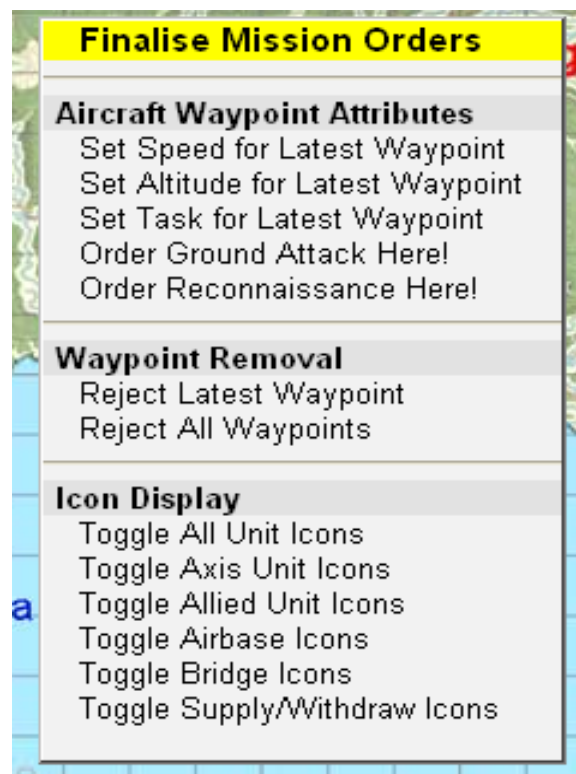 Finalise Mission Orders
Aircraft Waypoint Attributes
Set Speed for Latest Waypoint
Set Altitude for Latest Waypoint
Set Task for Latest Waypoint
Order Ground Attack Here!
Order Reconnaissance Here!
Waypoint Removal
Reject Latest Waypoint
Reject All Waypoints
Icon Display
Toggle All Unit Icons
Toggle Axis Unit Icons
Toggle Allied Unit Icons
a
Toggle Airbase Icons
Toggle Bridge Icons
Toggle Supply/Withdraw Icons